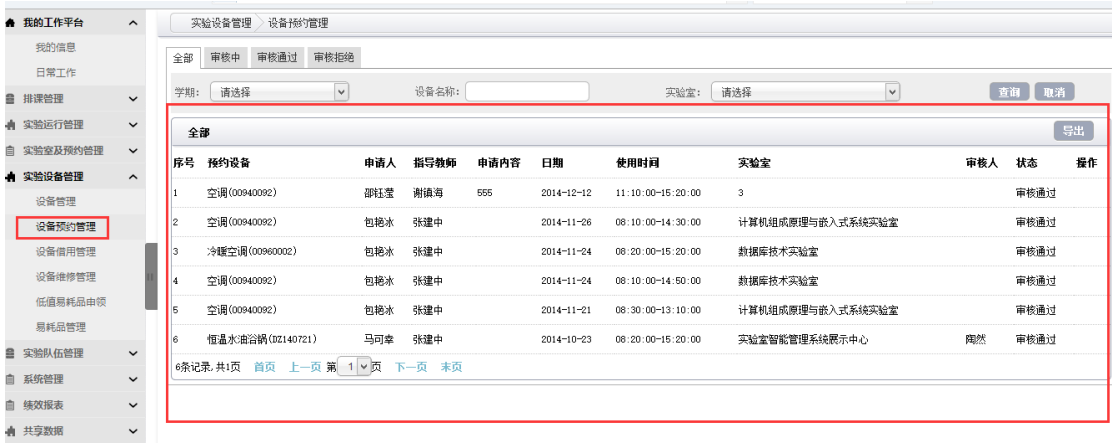 我的工作平台
我的信息
日常工作
排课管理
实验运行管理
实验室及预约管理
实验设备管理
设备管理
设备预约管理
设备借用管理
设备维修管理
低值易耗品申领
易耗品管理
实验队伍管理
系统管理
绩效报表
共享数据
实验设备管理 设备预约管理
全部 审核中 审核通过 审核拒绝
学期: 请选择 设备名称: 实验室: 请选择 查询 取消
全部 导出
序号 预约设备 申请人 指导教师 申请内容 日期 使用时间 实验室 审核人 状态 操作
1 空调(00940092) 邵钰莹 谢镇海 555 2014-12-12 11:10:00-15:20:00 3 审核通过
2 空调(00940092) 包艳冰 张建中 2014-11-26 08:10:00-14:30:00 计算机组成原理与嵌入式系统实验室 审核通过
3 冷暖空调(00960002) 包艳冰 张建中 2014-11-24 08:20:00-15:20:00 数据库技术实验室 审核通过
4 空调(00940092) 包艳冰 张建中 2014-11-24 08:10:00-14:50:00 数据库技术实验室 审核通过
5 空调(00940092) 包艳冰 张建中 2014-11-21 08:30:00-13:10:00 计算机组成原理与嵌入式系统实验室 审核通过
6 恒温水油浴锅(DZ140721) 马可幸 张建中 2014-10-23 08:20:00-15:20:00 实验室智能管理系统展示中心 陶然 审核通过
6条记录,共1页 首页 上一页 第 1 页 下一页 末页